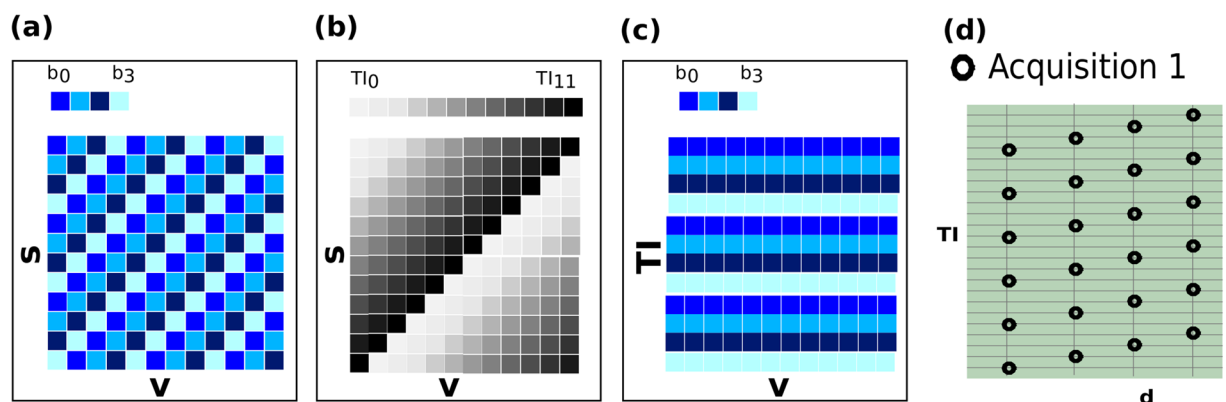 (a)
b0 b3
S
V
(b)
TI0 TI11
S
V
(c)
b0 b3
TI
V
(d)
Acquisition 1
TI
d